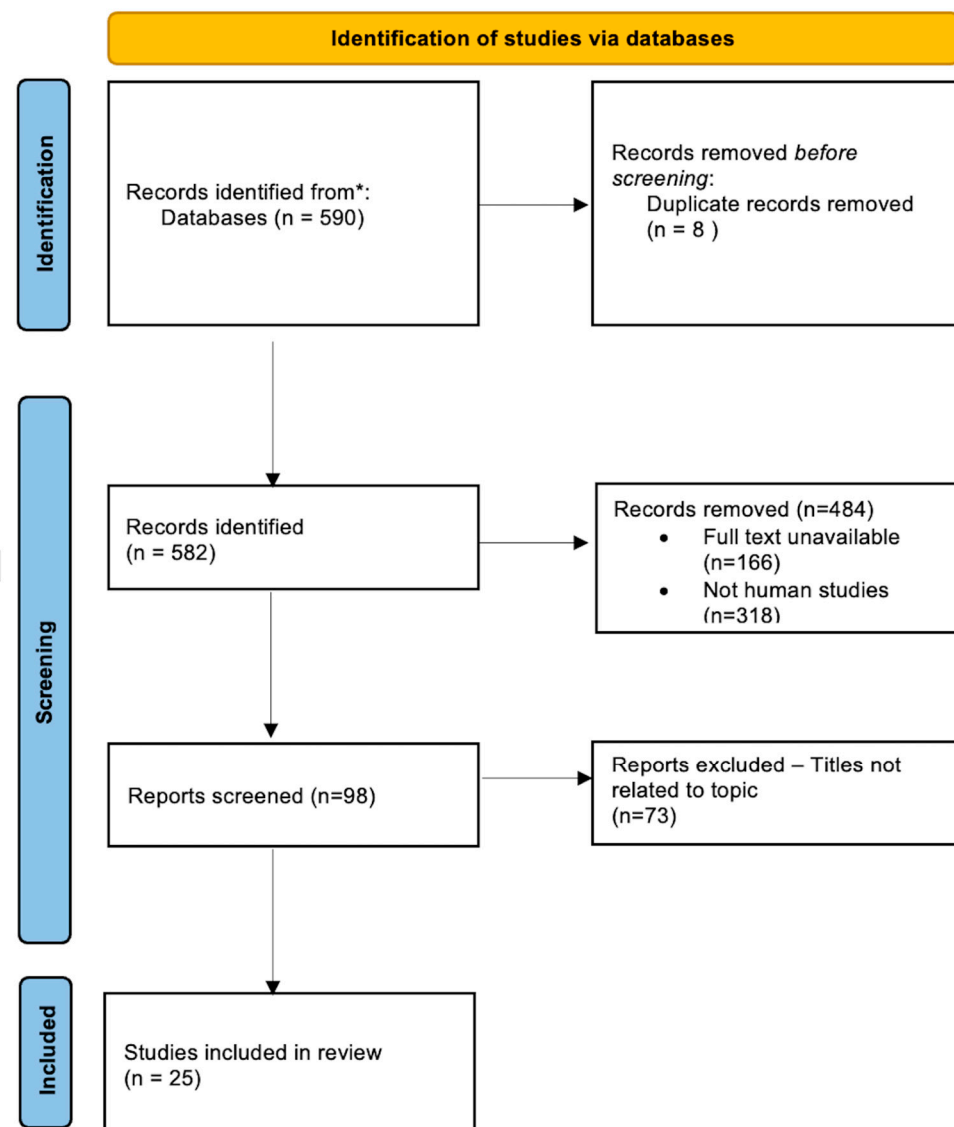 Identification of studies via databases
Identification
Records identified from*:
Databases (n = 590)
Records removed before
screening:
Duplicate records removed
(n = 8 )
Screening
Records identified
(n = 582)
Records removed (n=484)
• Full text unavailable
(n=166)
• Not human studies
(n=318)
Reports screened (n=98)
Reports excluded – Titles not
related to topic
(n=73)
Included
Studies included in review
(n = 25)